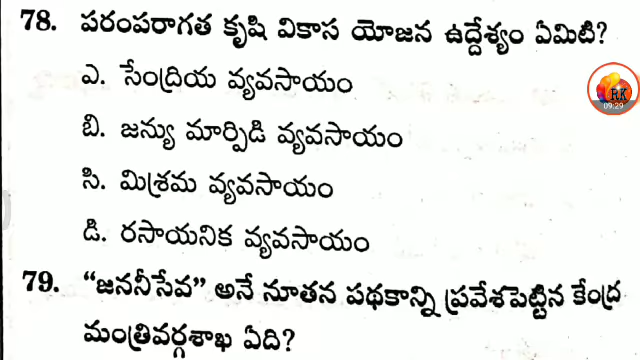 78. పరంపరాగత కృషి వికాస యోజన ఉద్దేశ్యం ఏమిటి?
ఎ. సేంద్రియ వ్యవసాయం
RK
09:29
బి. జన్యు మార్పిడి వ్యవసాయం
సి. మిశ్రమ వ్యవసాయం
డి. రసాయనిక వ్యవసాయం
79. “జననీసేవ” అనే నూతన పథకాన్ని ప్రవేశపెట్టిన కేంద్ర
మంత్రివర్గశాఖ ఏది?